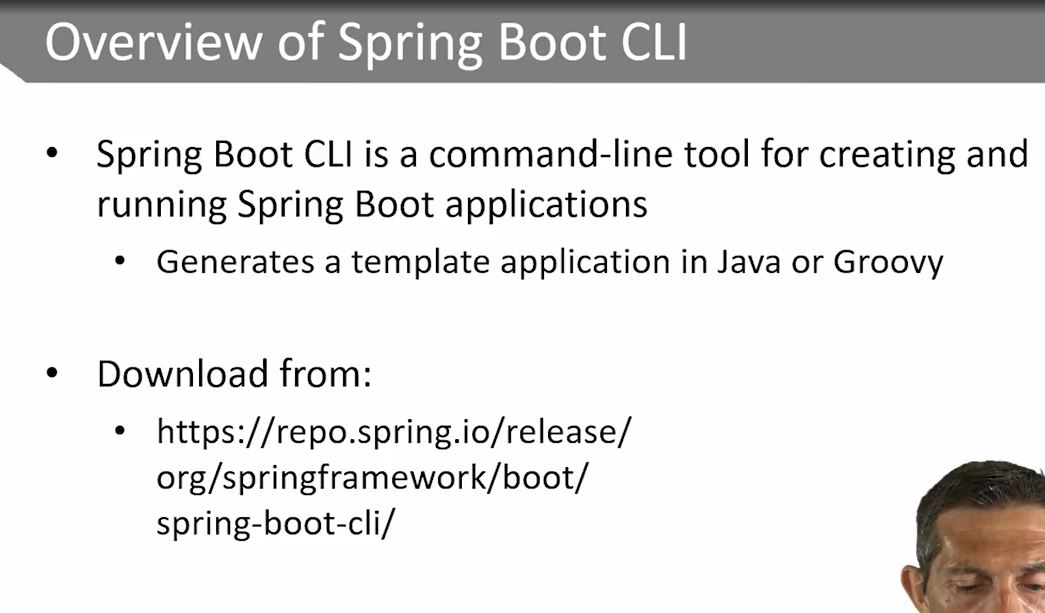 Overview of Spring Boot CLI
• Spring Boot CLI is a command-line tool for creating and
running Spring Boot applications
• Generates a template application in Java or Groovy
• Download from:
• https://repo.spring.io/release/
org/springframework/boot/
spring-boot-cli/